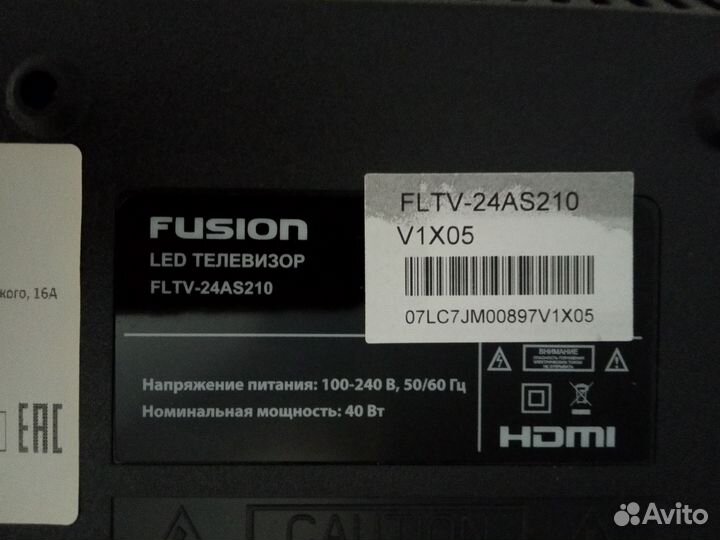 FUSION
LED ТЕЛЕВИЗОР
FLTV-24AS210
FLTV-24AS210
V1X05
07LC7JM00897V1X05
кого, 16А
ВНИМАНИЕ
Напряжение питания: 100-240 В, 50/60 Гц
Номинальная мощность: 40 Вт
HDMI
EAC
CAUTION
Avito